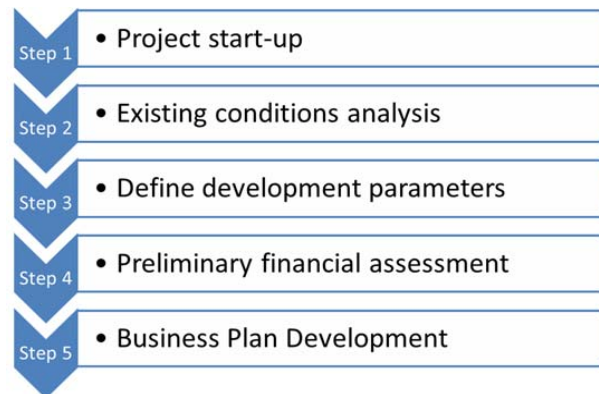 Step 1
• Project start-up
Step 2
• Existing conditions analysis
Step 3
• Define development parameters
Step 4
• Preliminary financial assessment
Step 5
• Business Plan Development